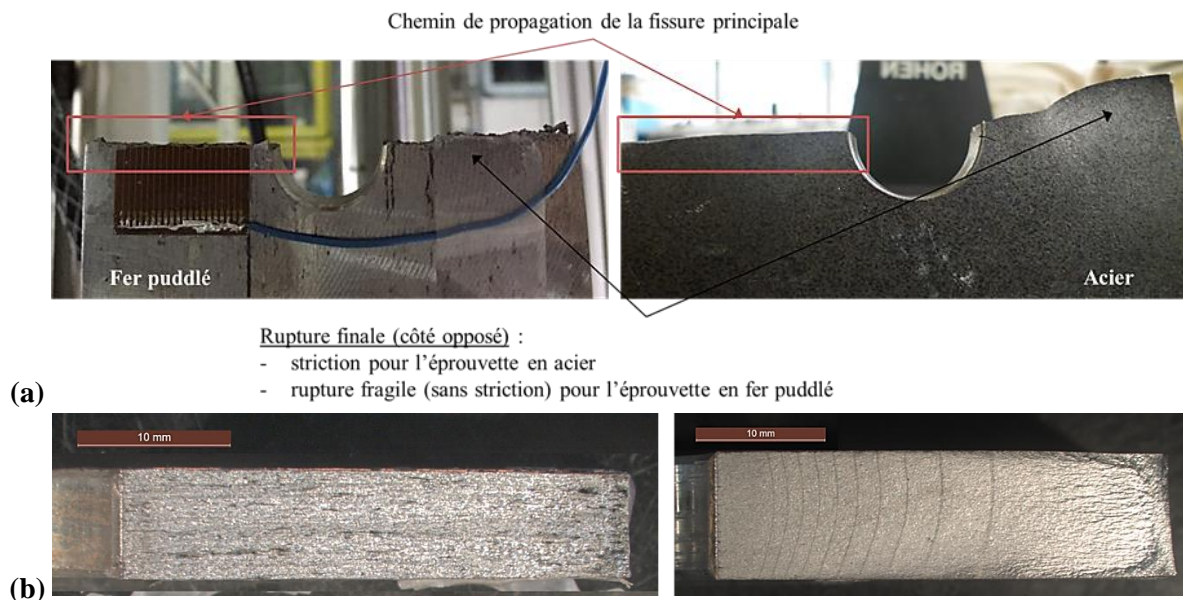 Chemin de propagation de la fissure principale
ROHEN
Fer puddlé
Acier
Rupture finale (côté opposé) :
- striction pour l'éprouvette en acier
- rupture fragile (sans striction) pour l'éprouvette en fer puddlé
(a)
10 mm
10 mm
(b)